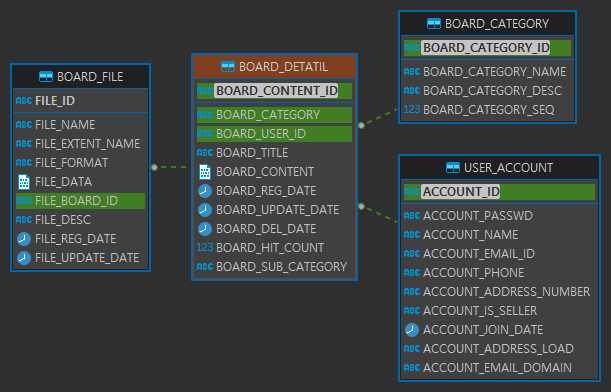 BOARD_FILE
ABC FILE_ID
ABC FILE_NAME
ABC FILE_EXTENT_NAME
ABC FILE_FORMAT
FILE_DATA
ABC FILE_BOARD_ID
ABC FILE_DESC
FILE_REG_DATE
FILE_UPDATE_DATE
BOARD_DETATIL
ABC BOARD_CONTENT_ID
ABC BOARD_CATEGORY
ABC BOARD_USER_ID
ABC BOARD_TITLE
BOARD_CONTENT
BOARD_REG_DATE
BOARD_UPDATE_DATE
BOARD_DEL_DATE
123 BOARD_HIT_COUNT
ABC BOARD_SUB_CATEGORY
BOARD_CATEGORY
ABC BOARD_CATEGORY_ID
ABC BOARD_CATEGORY_NAME
ABC BOARD_CATEGORY_DESC
123 BOARD_CATEGORY_SEQ
USER_ACCOUNT
ABC ACCOUNT_ID
ABC ACCOUNT_PASSWD
ABC ACCOUNT_NAME
ABC ACCOUNT_EMAIL_ID
ABC ACCOUNT_PHONE
ABC ACCOUNT_ADDRESS_NUMBER
ABC ACCOUNT_IS_SELLER
ACCOUNT_JOIN_DATE
ABC ACCOUNT_ADDRESS_LOAD
ABC ACCOUNT_EMAIL_DOMAIN